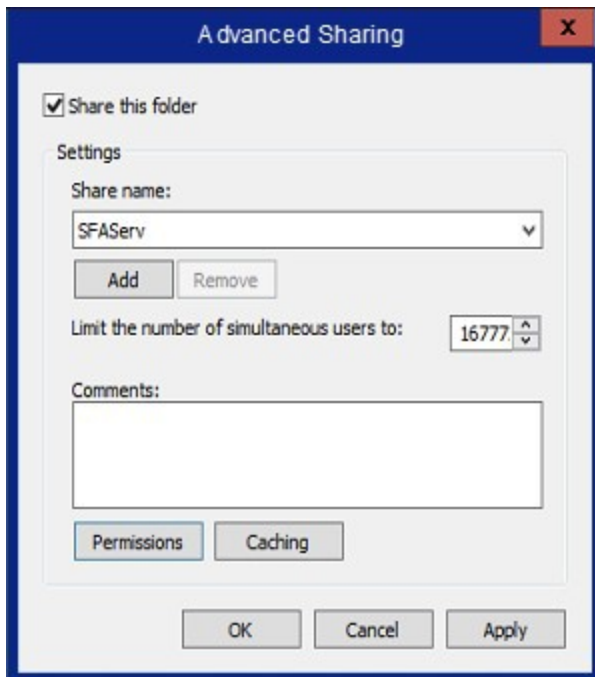 Advanced Sharing
x
Share this folder
Settings
Share name:
SFAServ
Add Remove
Limit the number of simultaneous users to: 16777
Comments:
Permissions Caching
OK Cancel Apply